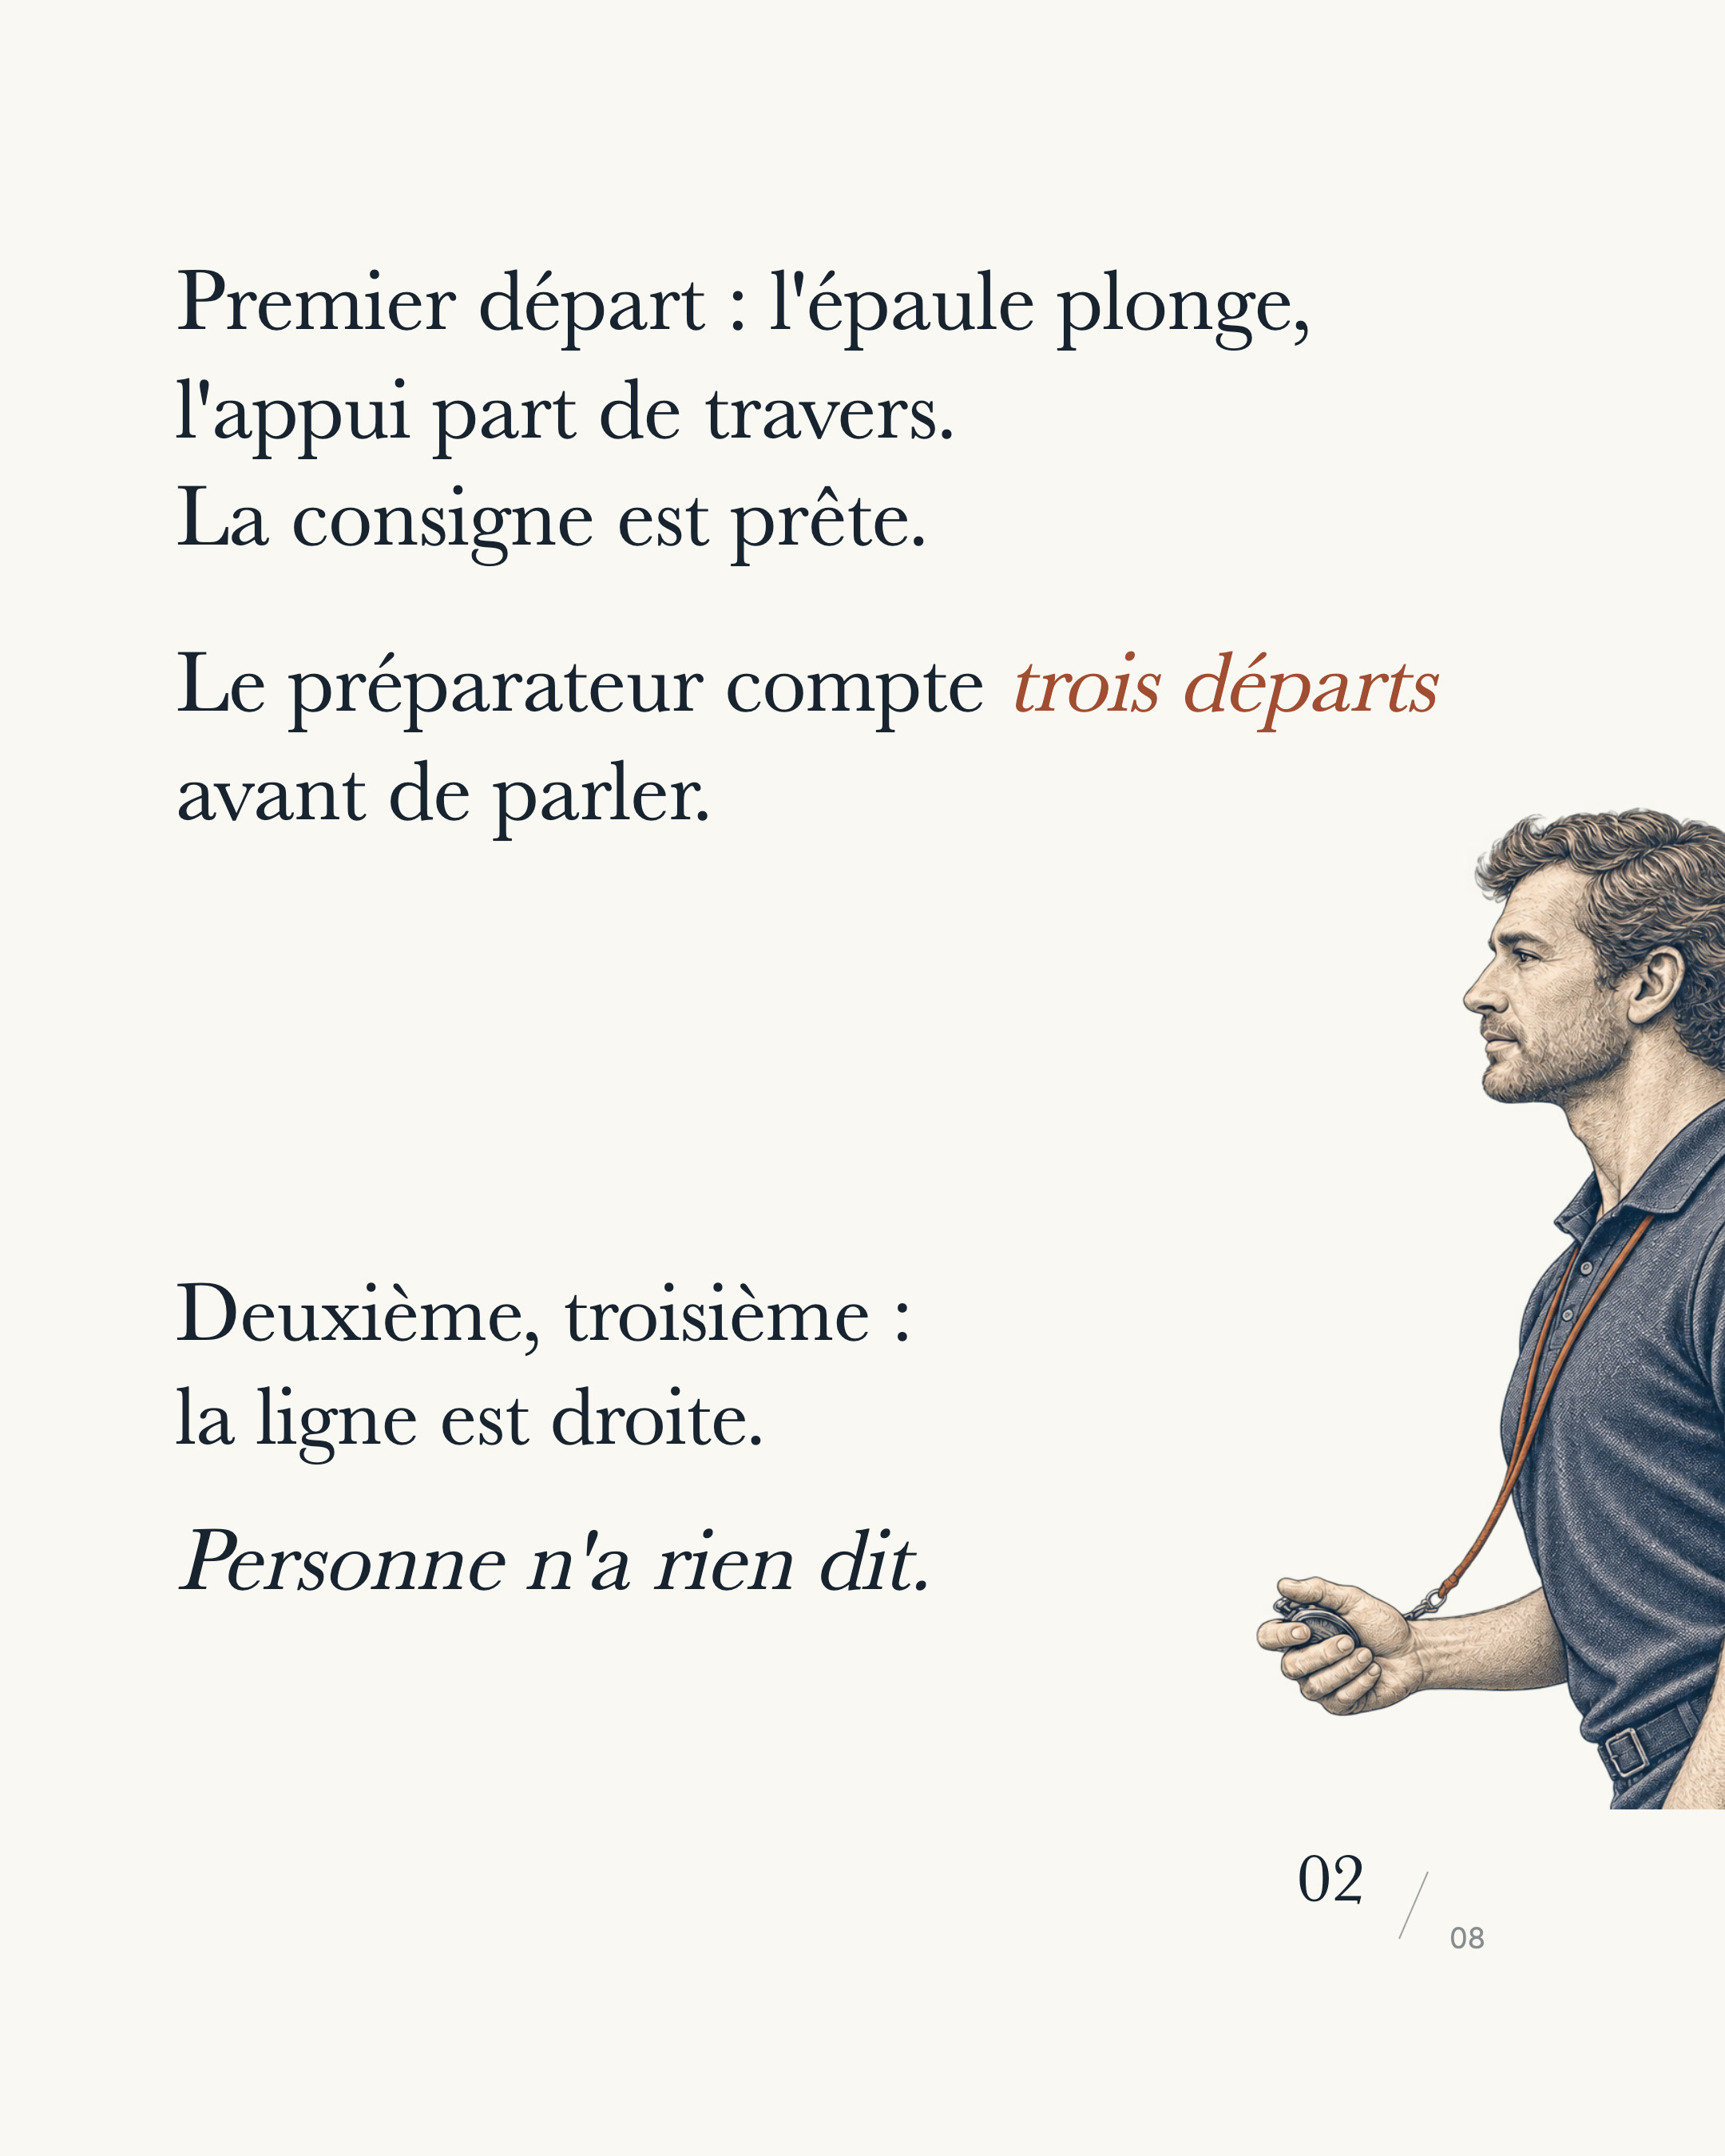 Premier départ : l'épaule plonge,
l'appui part de travers.
La consigne est prête.
Le préparateur compte trois départs
avant de parler.
Deuxième, troisième :
la ligne est droite.
Personne n'a rien dit.
02 / 08